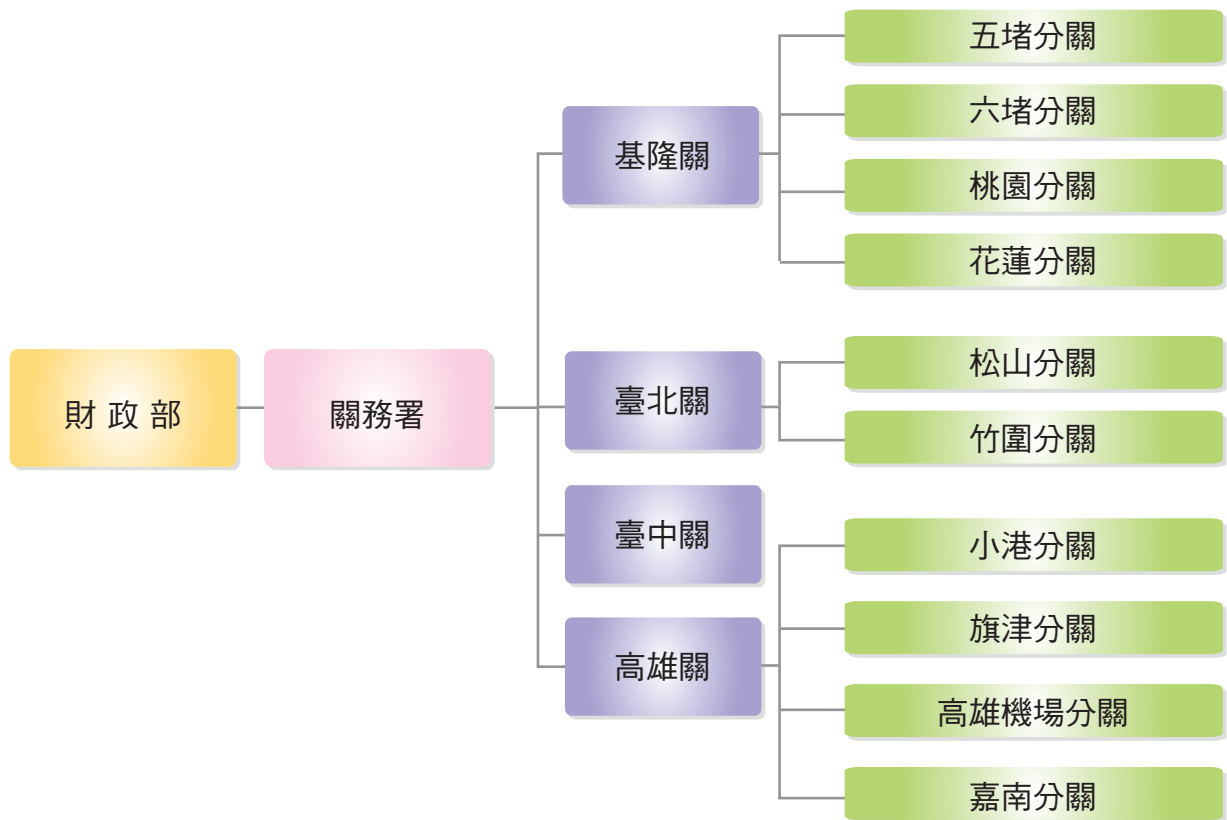 財政部
關務署
基隆關
五堵分關
六堵分關
桃園分關
花蓮分關
臺北關
松山分關
竹圍分關
臺中關
高雄關
小港分關
旗津分關
高雄機場分關
嘉南分關